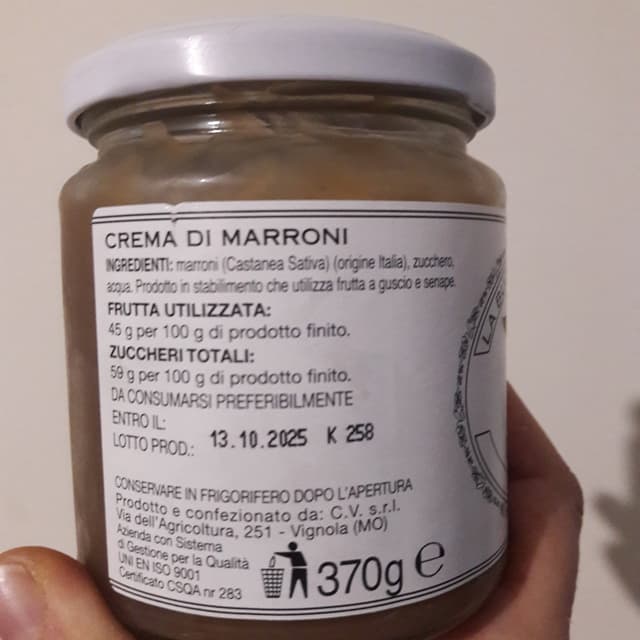 CREMA DI MARRONI
INGREDIENTI: marroni (Castanea Sativa) (origine Italia), zucchero,
acqua. Prodotto in stabilimento che utilizza frutta a guscio e senape.
FRUTTA UTILIZZATA:
45 g per 100 g di prodotto finito.
ZUCCHERI TOTALI:
59 g per 100 g di prodotto finito.
DA CONSUMARSI PREFERIBILMENTE
ENTRO IL:
LOTTO PROD.: 13.10.2025 K 258
CONSERVARE IN FRIGORIFERO DOPO L'APERTURA
Prodotto e confezionato da: C.V. s.r.l.
Via dell'Agricoltura, 251 - Vignola (MO)
Azienda con Sistema
di Gestione per la Qualità
UNI EN ISO 9001
Certificato CSQA nr 283
370g e
LA